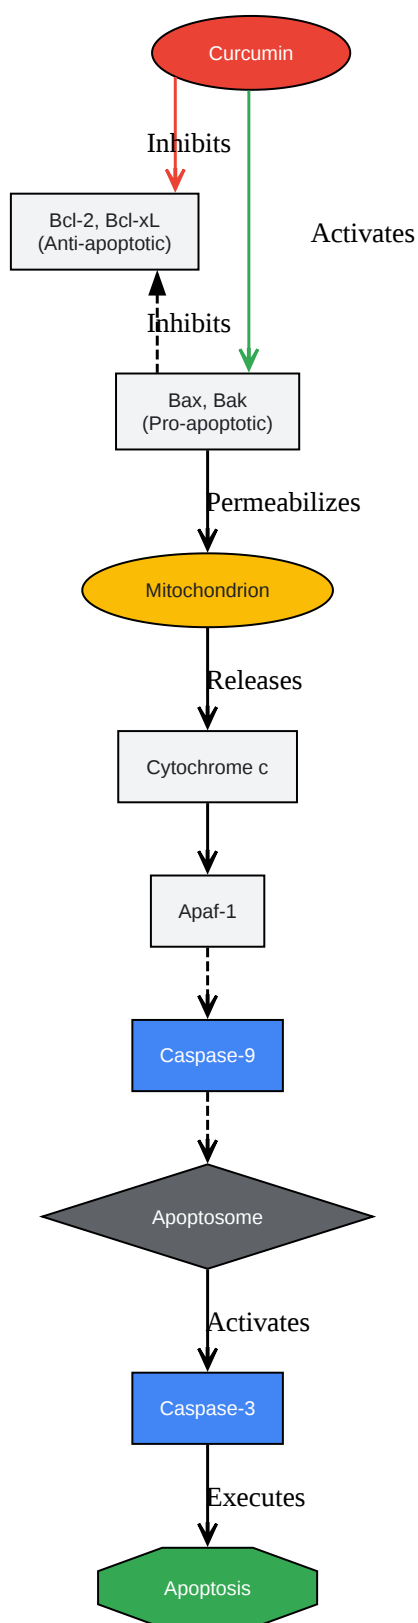 Curcumin
Inhibits
Activates
Bcl-2, Bcl-xL
(Anti-apoptotic)
Inhibits
Bax, Bak
(Pro-apoptotic)
Permeabilizes
Mitochondrion
Releases
Cytochrome c
Apaf-1
Caspase-9
Apoptosome
Activates
Caspase-3
Executes
Apoptosis